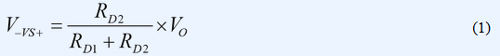 V_{-VS+} = \frac{R_{D2}}{R_{D1} + R_{D2}} \times V_O (1)